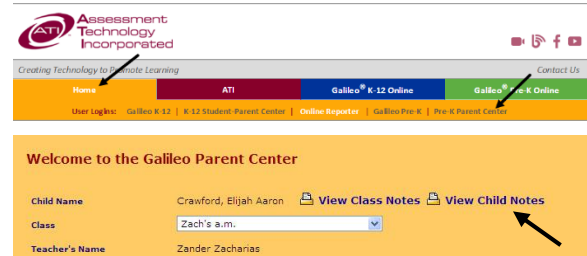 ATI
Assessment
Technology
Incorporated
Creating Technology to Promote Learning Contact Us
Home ATI Galileo® K-12 Online Galileo® Pre-K Online
User Logins: Galileo K-12 | K-12 Student-Parent Center | Online Reporter | Galileo Pre-K | Pre-K Parent Center
Welcome to the Galileo Parent Center
Child Name Crawford, Elijah Aaron View Class Notes View Child Notes
Class Zach's a.m.
Teacher's Name Zander Zacharias